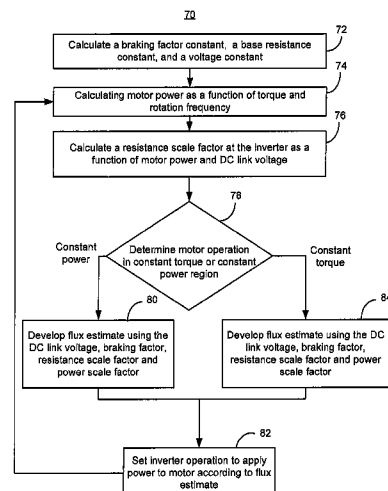 70
72
Calculate a braking factor constant, a base resistance
constant, and a voltage constant
74
Calculating motor power as a function of torque and
rotation frequency
76
Calculate a resistance scale factor at the inverter as a
function of motor power and DC link voltage
78
Determine motor operation
in constant torque or constant
power region
Constant
power
Constant
torque
80
Develop flux estimate using the
DC link voltage, braking factor,
resistance scale factor and
power scale factor
84
Develop flux estimate using the DC
link voltage, braking factor,
resistance scale factor and
power scale factor
82
Set inverter operation to apply
power to motor according to flux
estimate